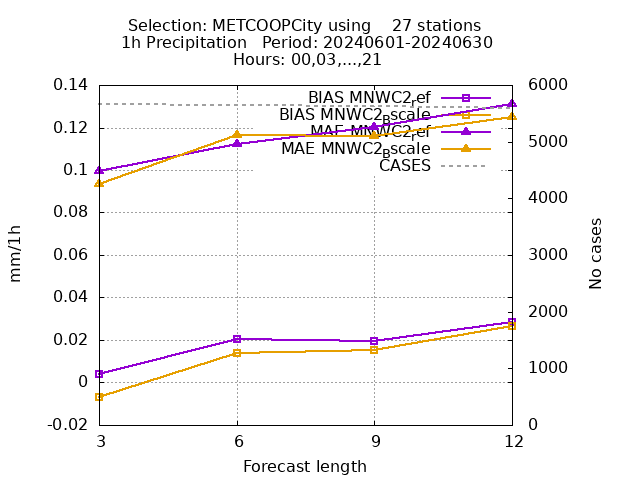 Selection: METCOOPCity using    27 stations
1h Precipitation   Period: 20240601-20240630
Hours: 00,03,...,21
0.14
0.12
0.1
0.08
0.06
0.04
0.02
0
-0.02
6000
5000
4000
3000
2000
1000
0
BIAS MNWC2_ref
BIAS MNWC2_Bscale
MAE MNWC2_ref
MAE MNWC2_Bscale
CASES
mm/1h
No cases
3
6
9
12
Forecast length